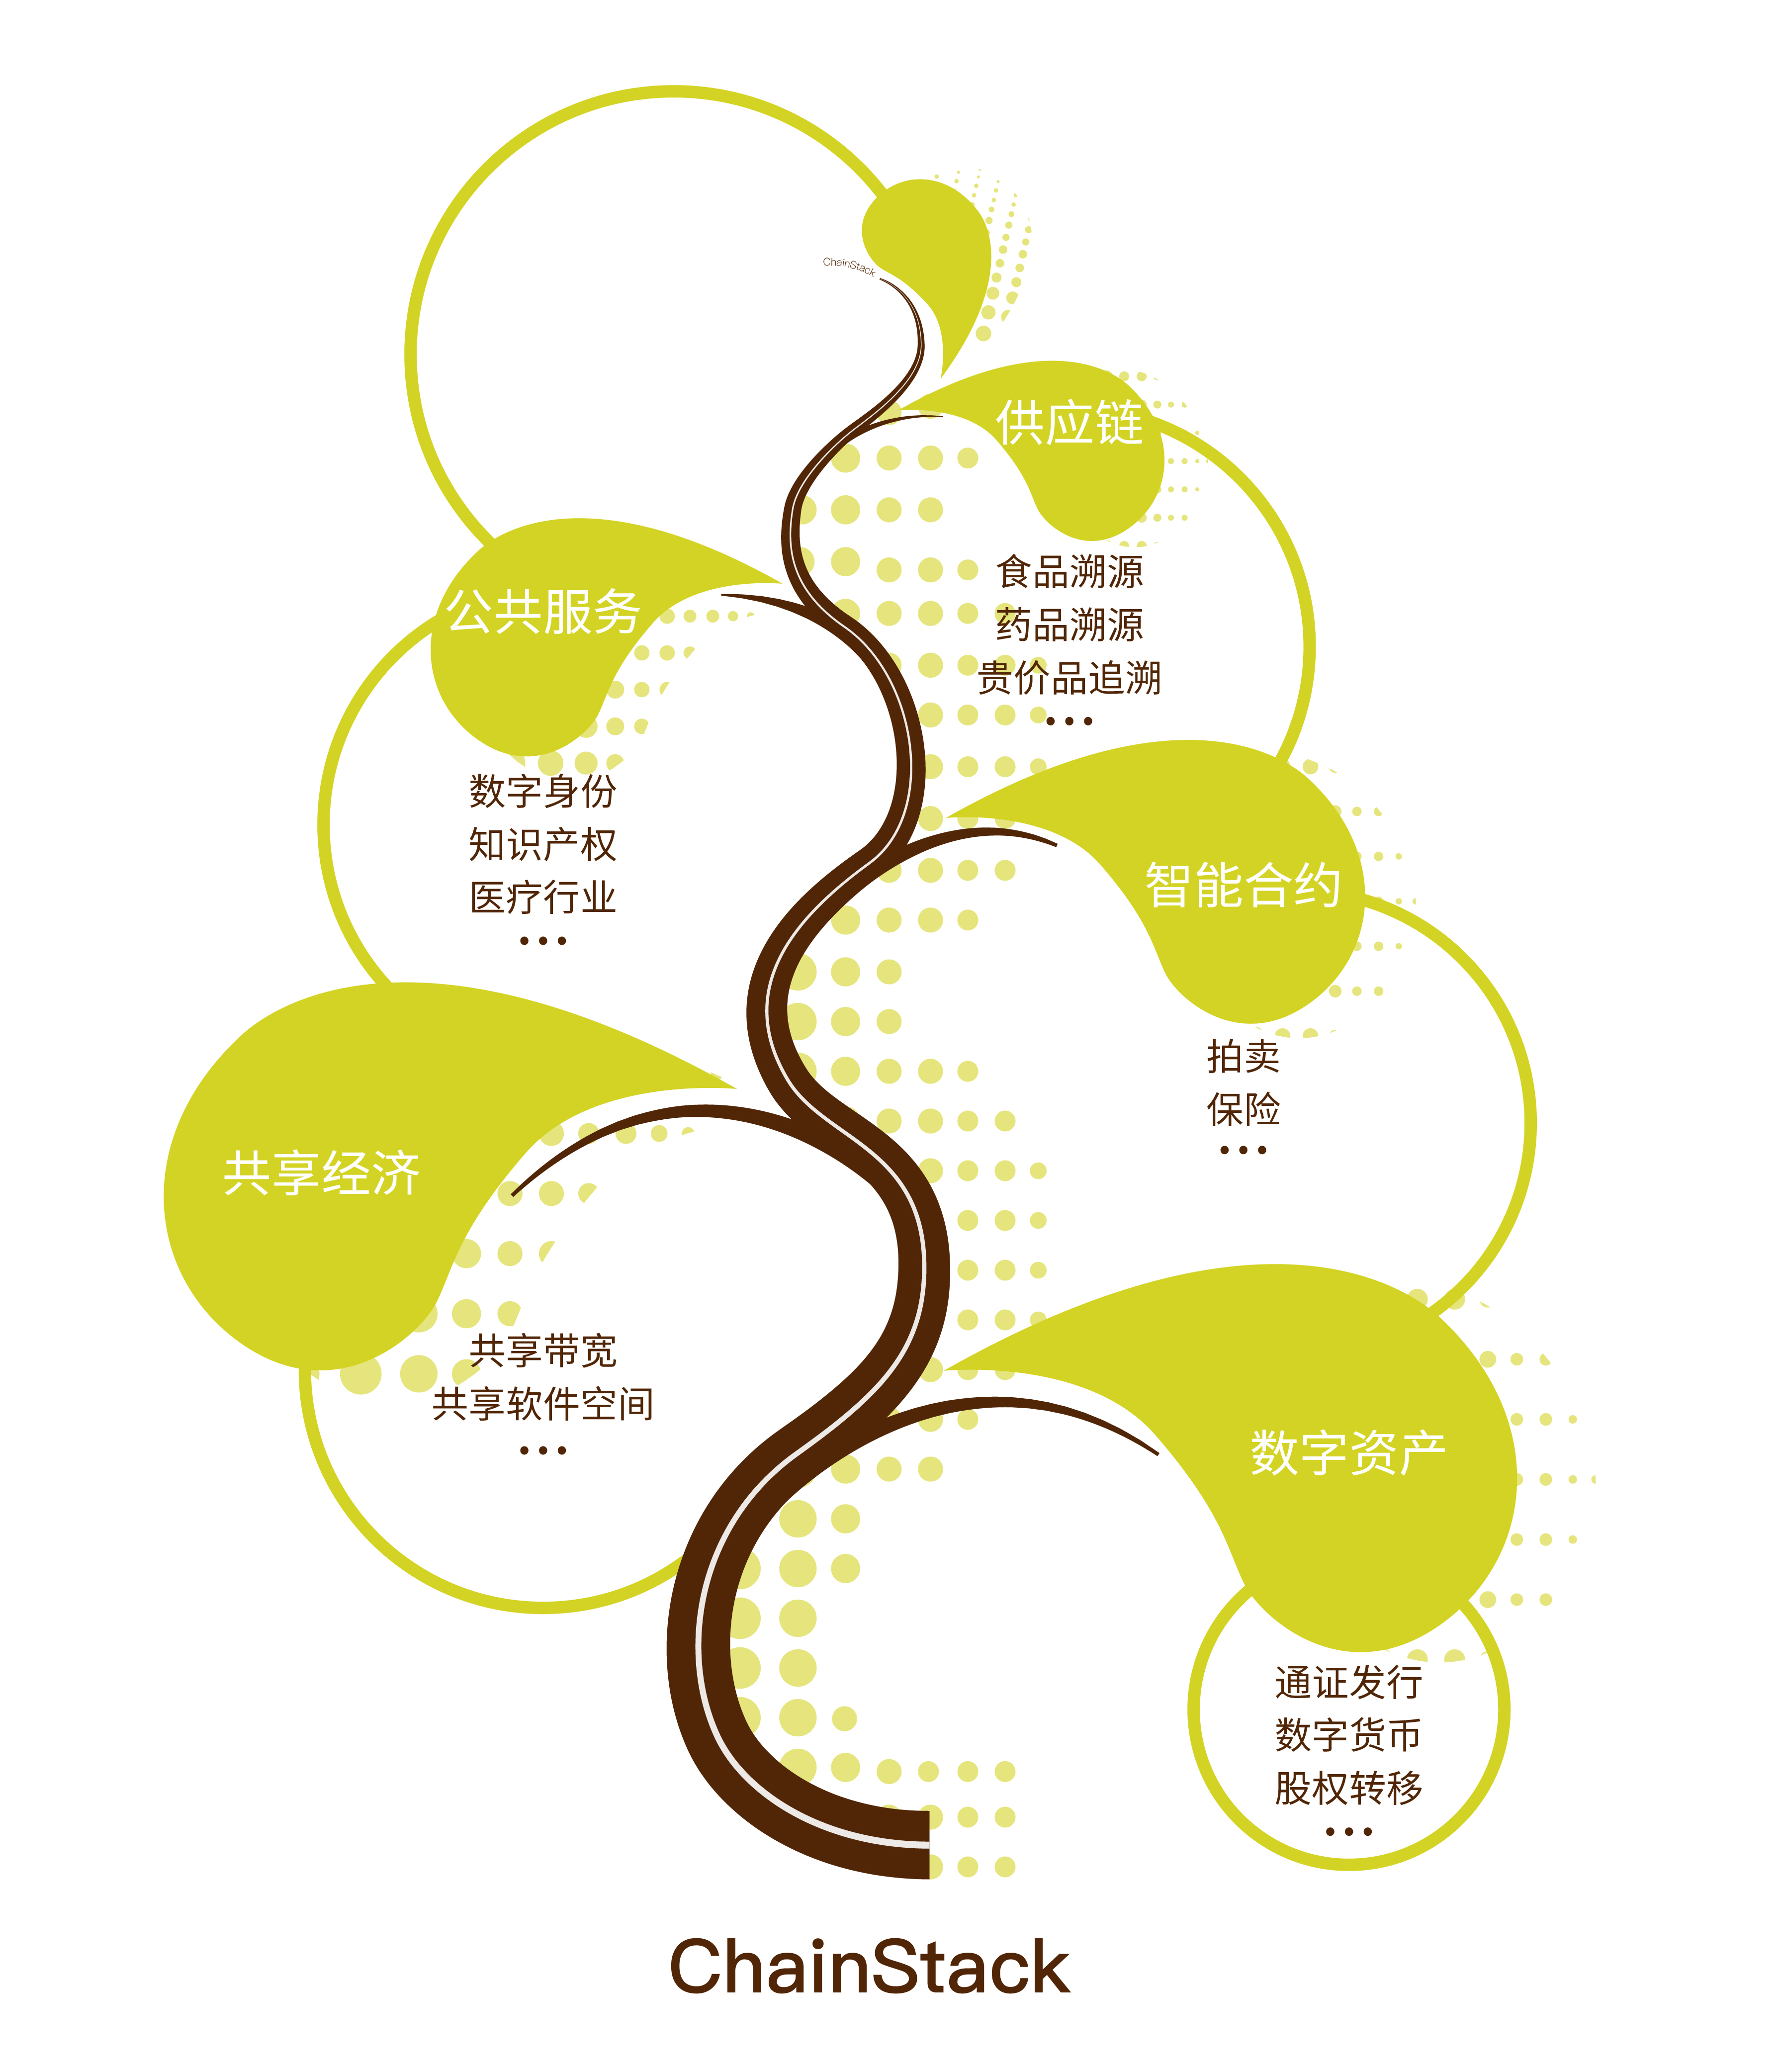 ChainStack
供应链
食品溯源
药品溯源
贵价品追溯
•••
公共服务
数字身份
知识产权
医疗行业
•••
智能合约
拍卖
保险
•••
共享经济
共享带宽
共享软件空间
•••
数字资产
通证发行
数字货币
股权转移
•••
ChainStack